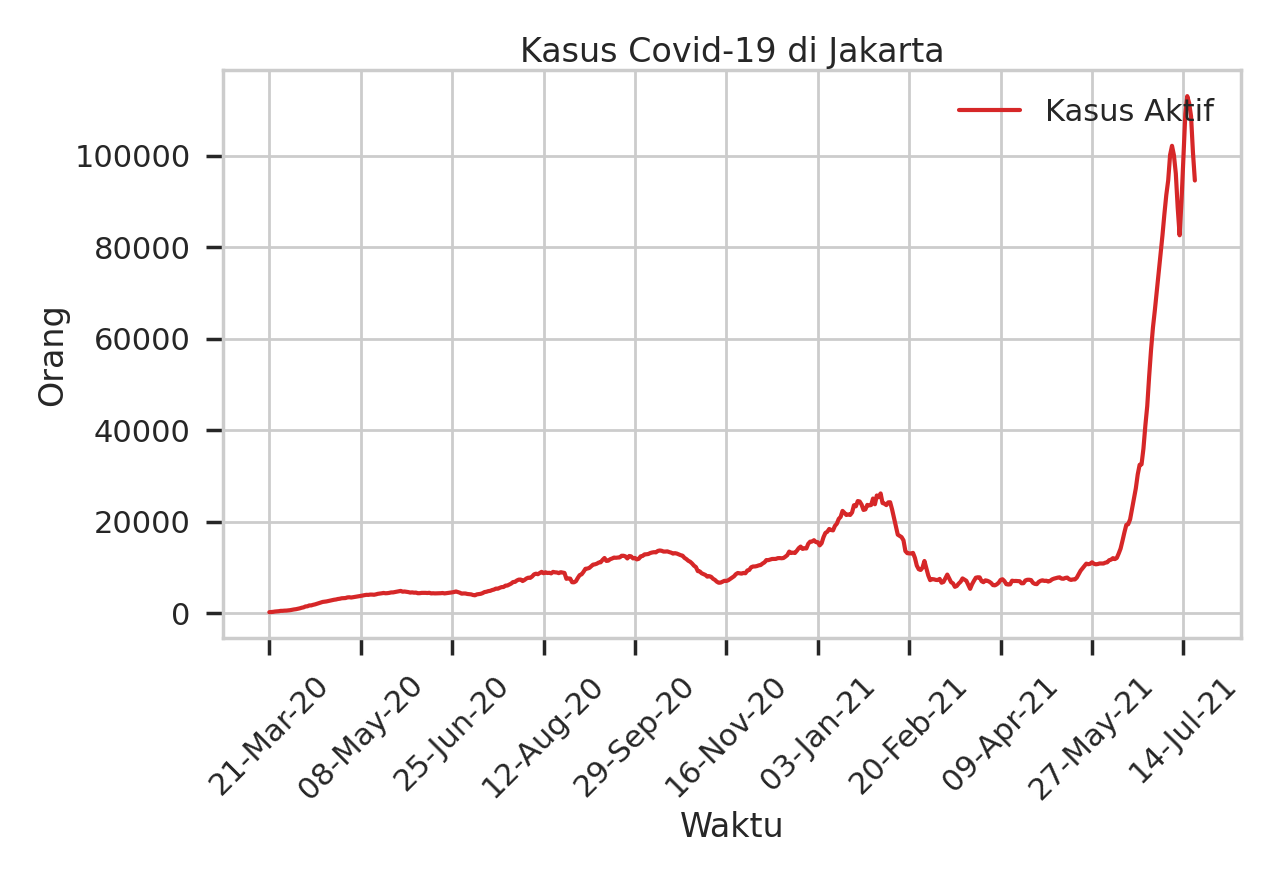 Kasus Covid-19 di Jakarta
Kasus Aktif
100000
80000
60000
40000
20000
0
Orang
21-Mar-20
08-May-20
25-Jun-20
12-Aug-20
29-Sep-20
16-Nov-20
03-Jan-21
20-Feb-21
09-Apr-21
27-May-21
14-Jul-21
Waktu